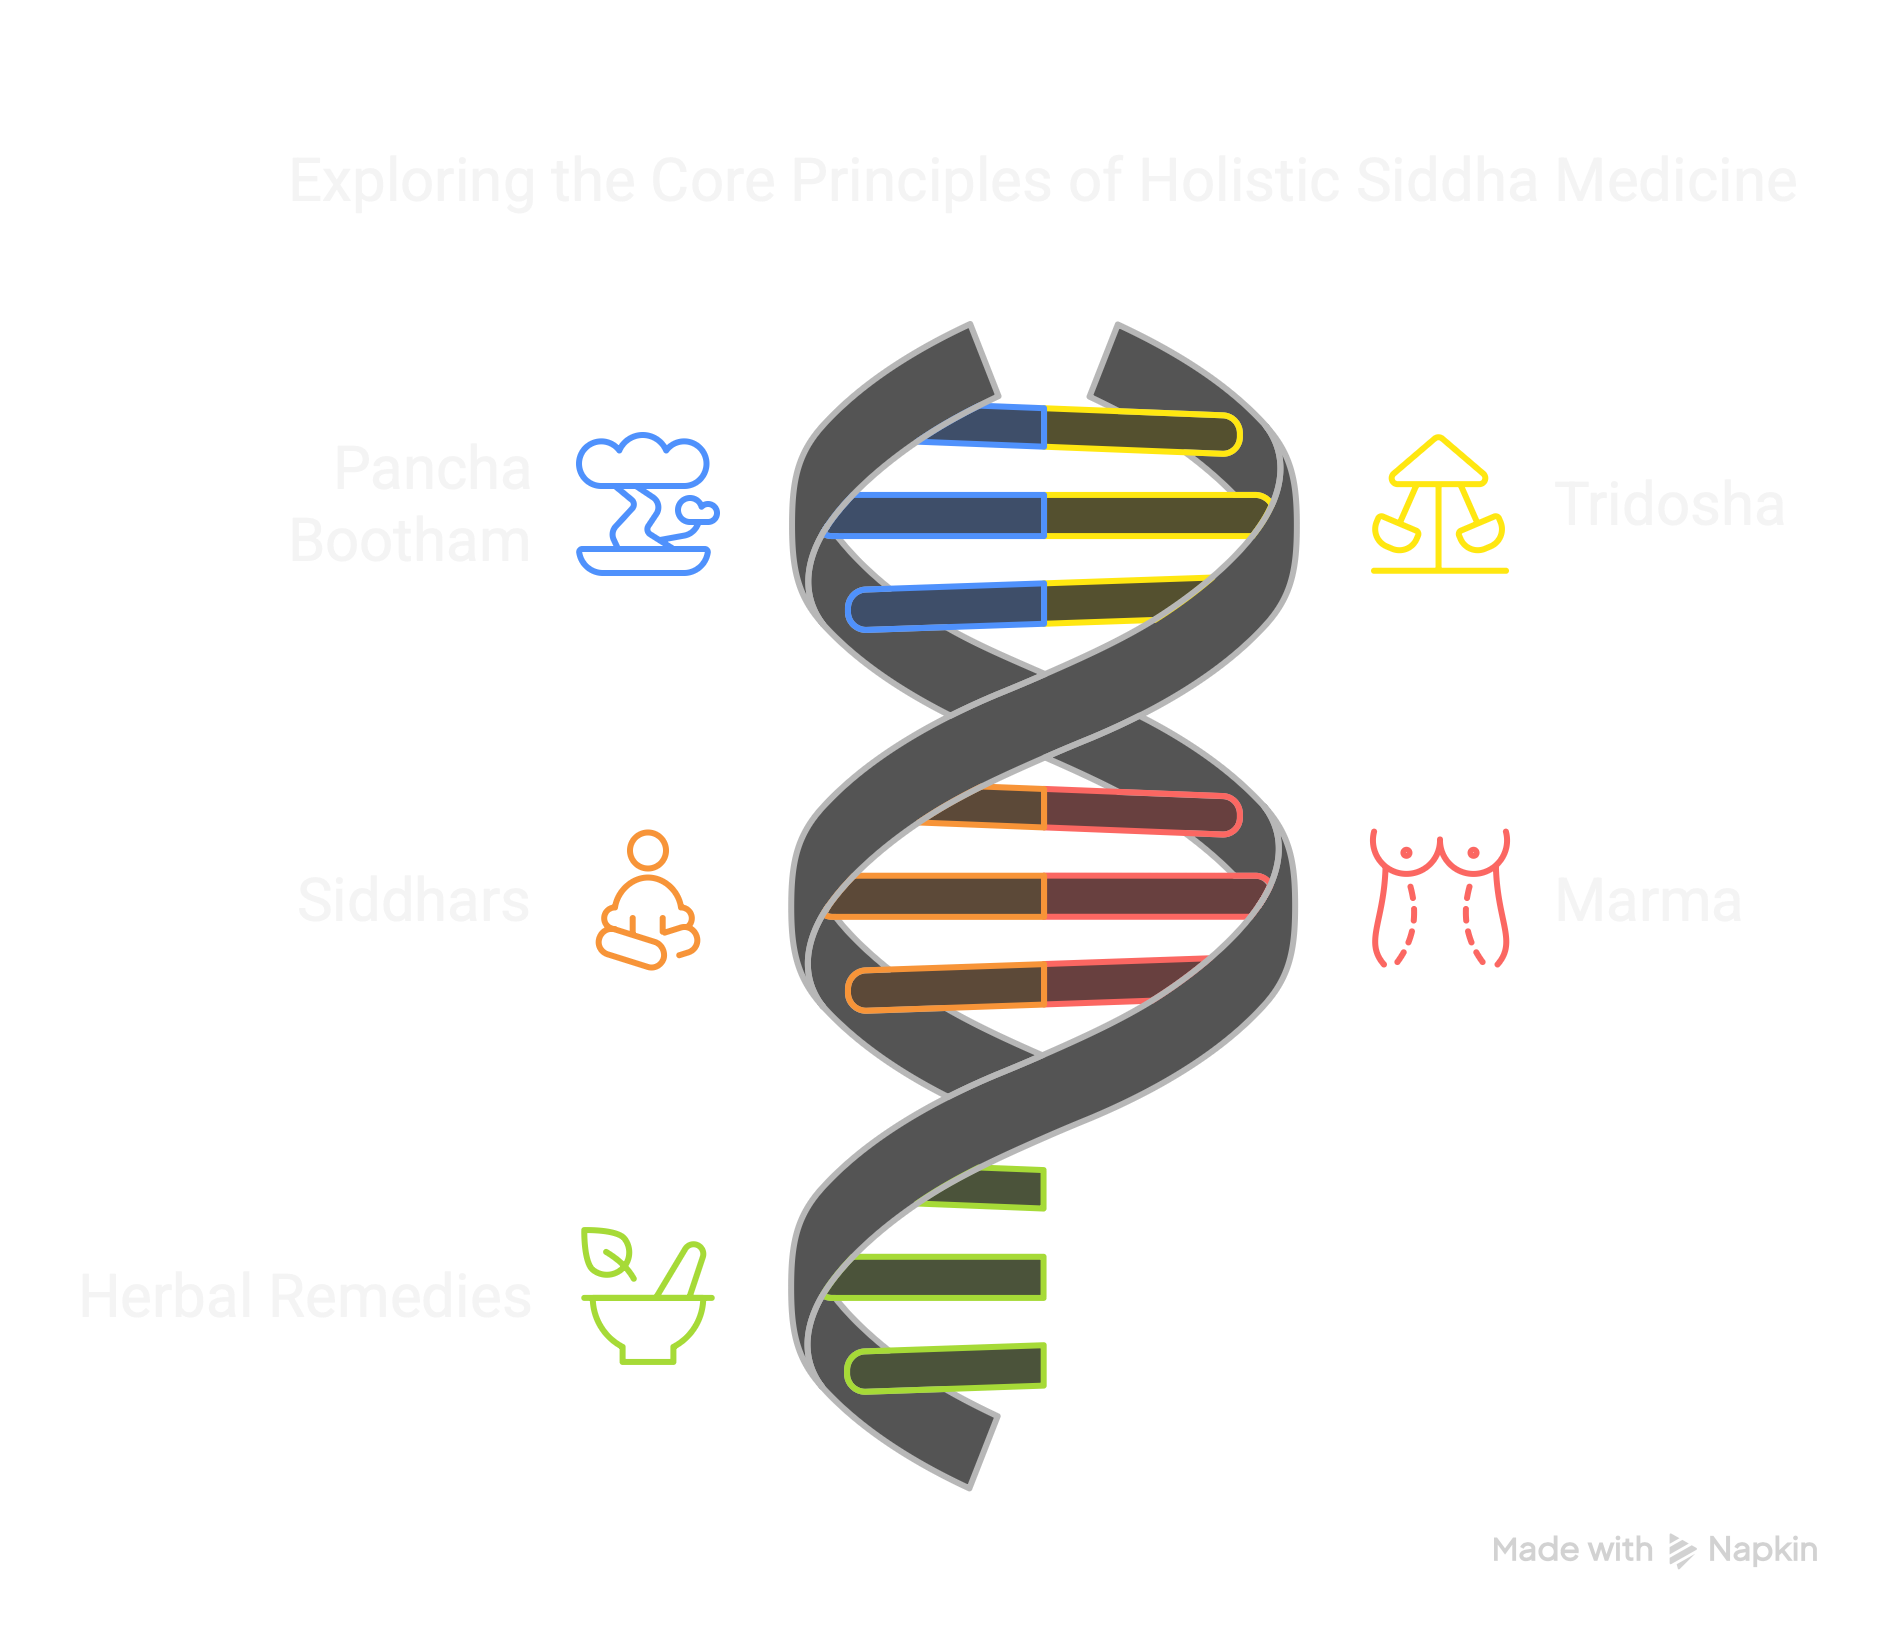 Exploring the Core Principles of Holistic Siddha Medicine
Pancha
Bootham
Tridosha
Siddhars
Marma
Herbal Remedies
Made with Napkin